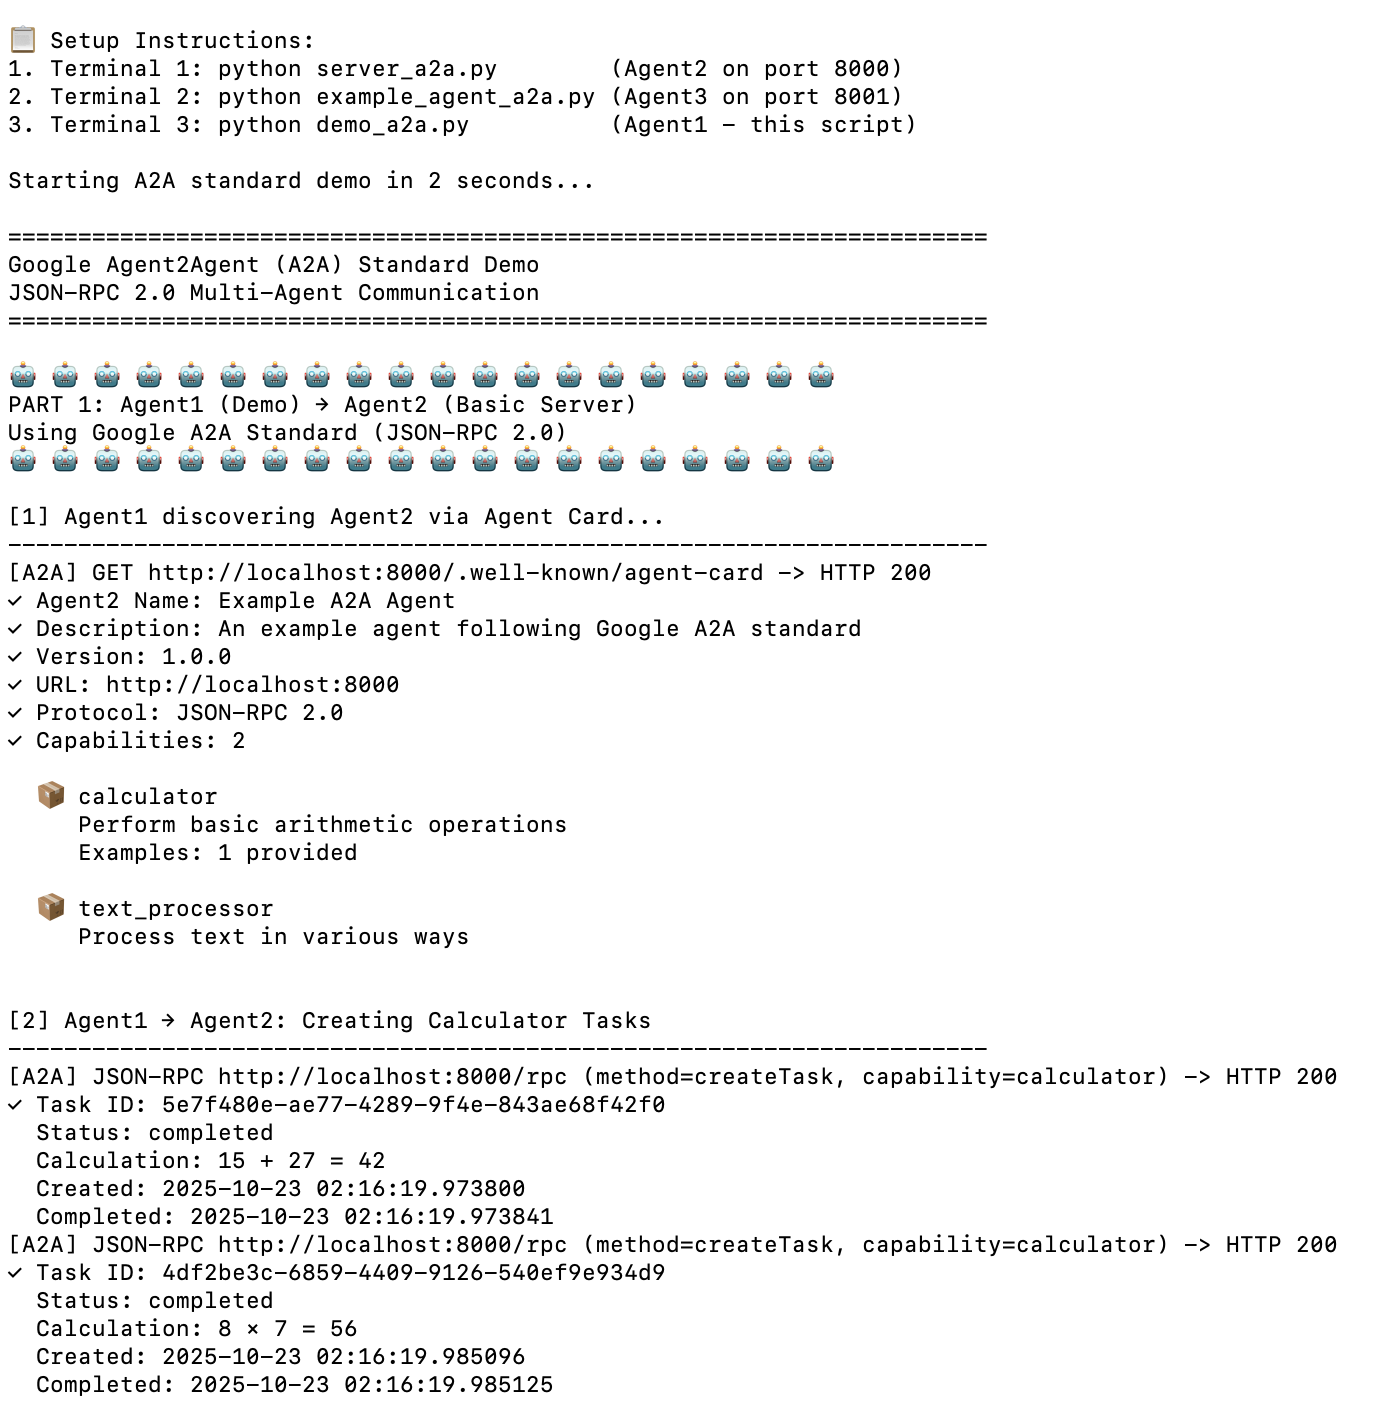 📋 Setup Instructions:
1. Terminal 1: python server_a2a.py        (Agent2 on port 8000)
2. Terminal 2: python example_agent_a2a.py (Agent3 on port 8001)
3. Terminal 3: python demo_a2a.py          (Agent1 - this script)

Starting A2A standard demo in 2 seconds...

======================================================================
Google Agent2Agent (A2A) Standard Demo
JSON-RPC 2.0 Multi-Agent Communication
======================================================================

🤖 🤖 🤖 🤖 🤖 🤖 🤖 🤖 🤖 🤖 🤖 🤖 🤖 🤖 🤖 🤖 🤖 🤖 🤖 🤖
PART 1: Agent1 (Demo) → Agent2 (Basic Server)
Using Google A2A Standard (JSON-RPC 2.0)
🤖 🤖 🤖 🤖 🤖 🤖 🤖 🤖 🤖 🤖 🤖 🤖 🤖 🤖 🤖 🤖 🤖 🤖 🤖 🤖

[1] Agent1 discovering Agent2 via Agent Card...
----------------------------------------------------------------------
[A2A] GET http://localhost:8000/.well-known/agent-card -> HTTP 200
✓ Agent2 Name: Example A2A Agent
✓ Description: An example agent following Google A2A standard
✓ Version: 1.0.0
✓ URL: http://localhost:8000
✓ Protocol: JSON-RPC 2.0
✓ Capabilities: 2

  📦 calculator
     Perform basic arithmetic operations
     Examples: 1 provided

  📦 text_processor
     Process text in various ways


[2] Agent1 → Agent2: Creating Calculator Tasks
----------------------------------------------------------------------
[A2A] JSON-RPC http://localhost:8000/rpc (method=createTask, capability=calculator) -> HTTP 200
✓ Task ID: 5e7f480e-ae77-4289-9f4e-843ae68f42f0
  Status: completed
  Calculation: 15 + 27 = 42
  Created: 2025-10-23 02:16:19.973800
  Completed: 2025-10-23 02:16:19.973841
[A2A] JSON-RPC http://localhost:8000/rpc (method=createTask, capability=calculator) -> HTTP 200
✓ Task ID: 4df2be3c-6859-4409-9126-540ef9e934d9
  Status: completed
  Calculation: 8 × 7 = 56
  Created: 2025-10-23 02:16:19.985096
  Completed: 2025-10-23 02:16:19.985125